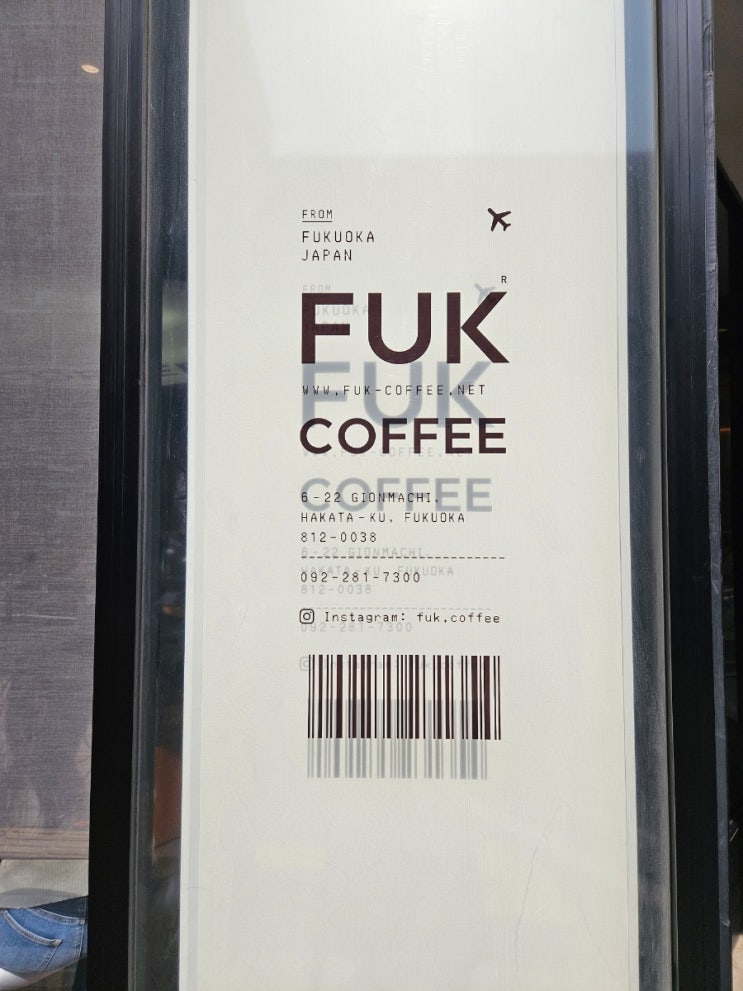 FROM
FUKUOKA
JAPAN
R
FUK
WWW.FUK-COFFEE.NET
COFFEE
6-22 GIONMACHI,
HAKATA-KU, FUKUOKA
812-0038
092-281-7300
Instagram: fuk.coffee